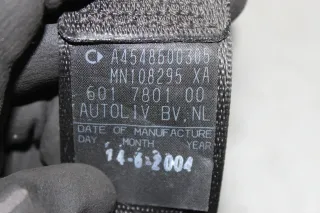 A4548600305
MN108295 XA
601 7801 00
AUTOLIV BV.NL
DATE OF MANUFACTURE
DAY MONTH YEAR
14-6-2004